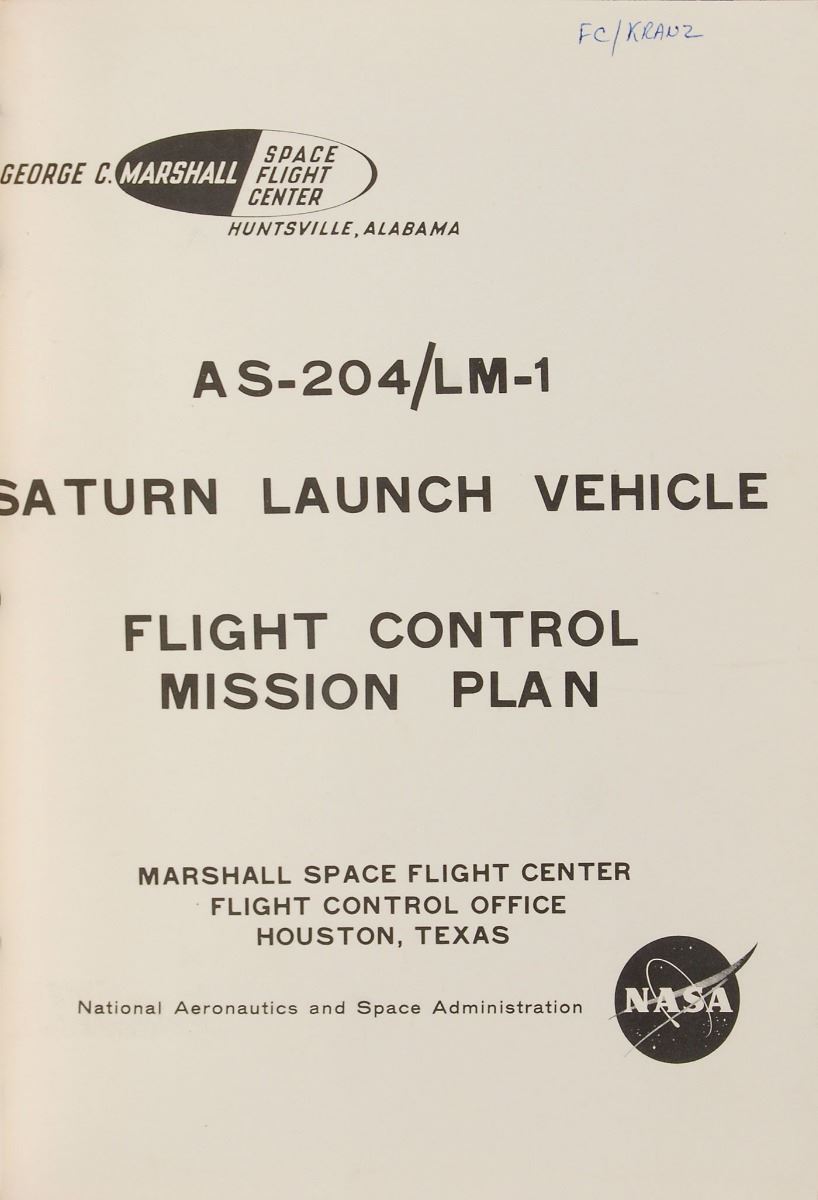 FC/KRANZ
GEORGE C. MARSHALL SPACE FLIGHT CENTER
HUNTSVILLE, ALABAMA
AS-204/LM-1
SATURN LAUNCH VEHICLE
FLIGHT CONTROL
MISSION PLAN
MARSHALL SPACE FLIGHT CENTER
FLIGHT CONTROL OFFICE
HOUSTON, TEXAS
National Aeronautics and Space Administration
NASA